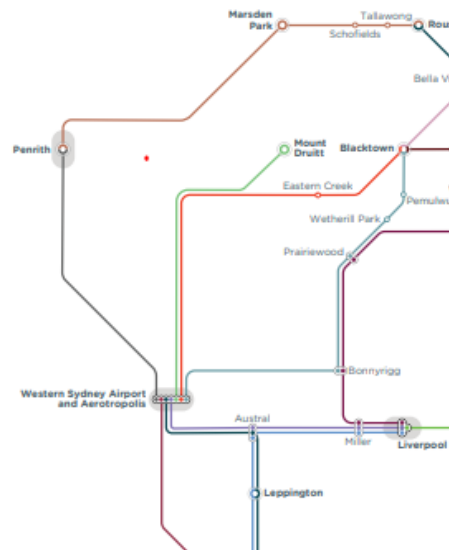 Marsden
Park
Tallawong
Schofields
Rou
Bella V
Penrith
Mount
Druitt
Blacktown
Eastern Creek
Pemulwu
Wetherill Park
Prairiewood
Bonnyrigg
Western Sydney Airport
and Aerotropolis
Austral
Miller
Liverpool
Leppington